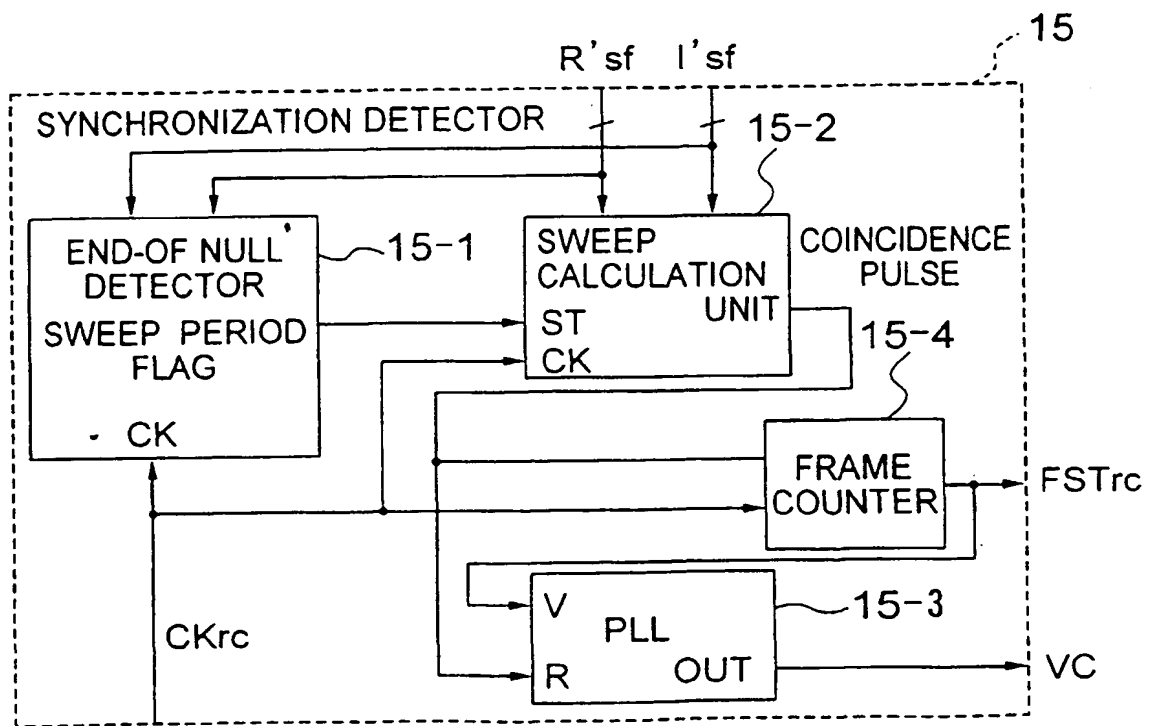 15
R'sf I'sf
SYNCHRONIZATION DETECTOR
15-2
END-OF NULL
DETECTOR
SWEEP PERIOD
FLAG
CK
15-1
SWEEP
CALCULATION
UNIT
ST
CK
COINCIDENCE
PULSE
15-4
FRAME
COUNTER
FSTrc
V
PLL
R
OUT
15-3
CKrc
VC